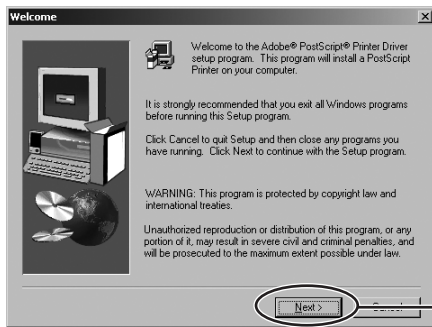 Welcome
Welcome to the Adobe® PostScript® Printer Driver
setup program. This program will install a PostScript
Printer on your computer.
It is strongly recommended that you exit all Windows programs
before running this Setup program.
Click Cancel to quit Setup and then close any programs you
have running. Click Next to continue with the Setup program.
WARNING: This program is protected by copyright law and
international treaties.
Unauthorized reproduction or distribution of this program, or any
portion of it, may result in severe civil and criminal penalties, and
will be prosecuted to the maximum extent possible under law.
Next >